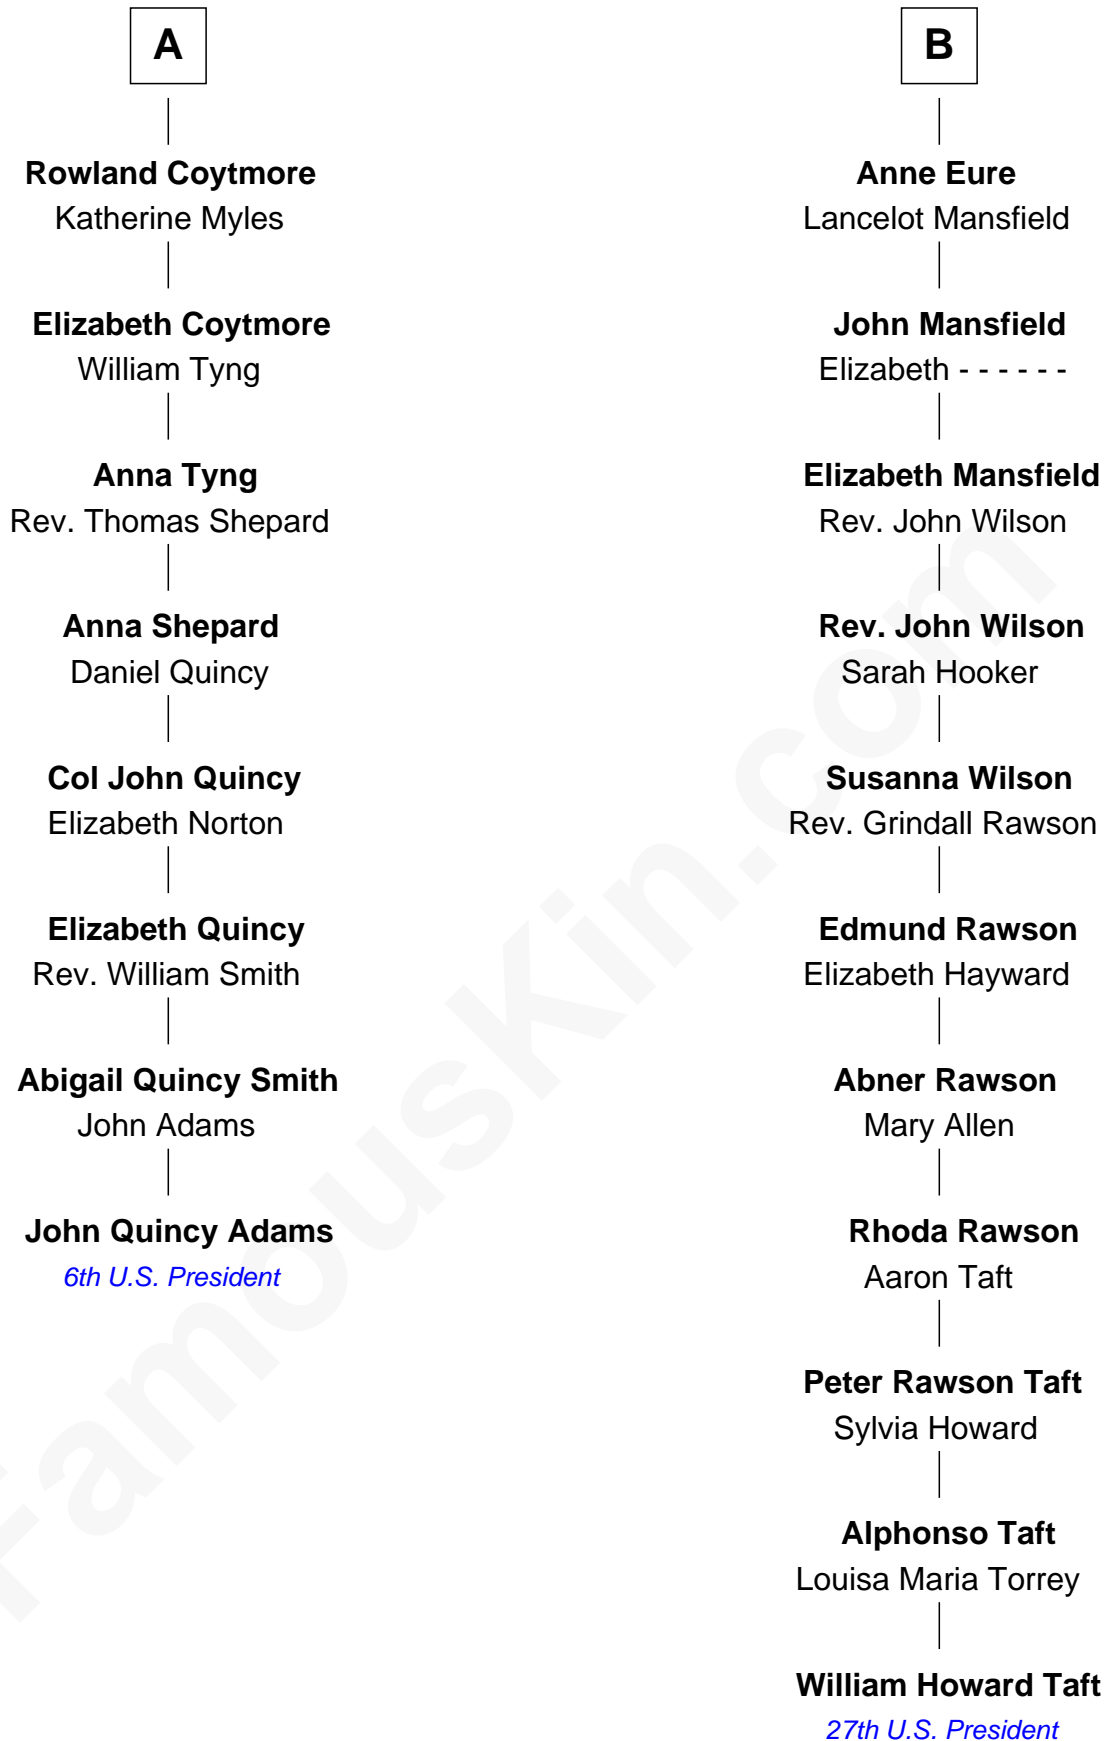 A
Rowland Coytmore
Katherine Myles
Elizabeth Coytmore
William Tyng
Anna Tyng
Rev. Thomas Shepard
Anna Shepard
Daniel Quincy
Col John Quincy
Elizabeth Norton
Elizabeth Quincy
Rev. William Smith
Abigail Quincy Smith
John Adams
John Quincy Adams
6th U.S. President
B
Anne Eure
Lancelot Mansfield
John Mansfield
Elizabeth - - - - - -
Elizabeth Mansfield
Rev. John Wilson
Rev. John Wilson
Sarah Hooker
Susanna Wilson
Rev. Grindall Rawson
Edmund Rawson
Elizabeth Hayward
Abner Rawson
Mary Allen
Rhoda Rawson
Aaron Taft
Peter Rawson Taft
Sylvia Howard
Alphonso Taft
Louisa Maria Torrey
William Howard Taft
27th U.S. President
FamousKin.com